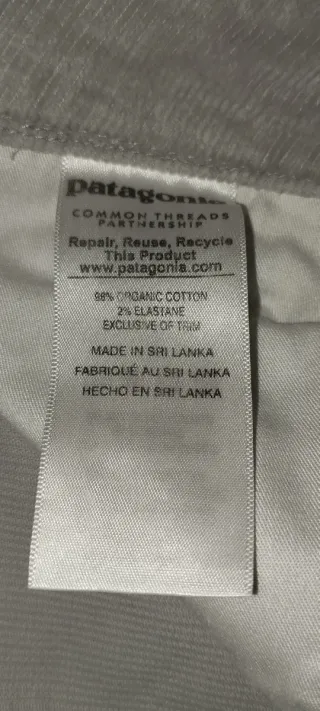 patagonia
COMMON THREADS
PARTNERSHIP
Repair, Reuse, Recycle
This Product
www.patagonia.com
98% ORGANIC COTTON
2% ELASTANE
EXCLUSIVE OF TRIM
MADE IN SRI LANKA
FABRIQUÉ AU SRI LANKA
HECHO EN SRI LANKA